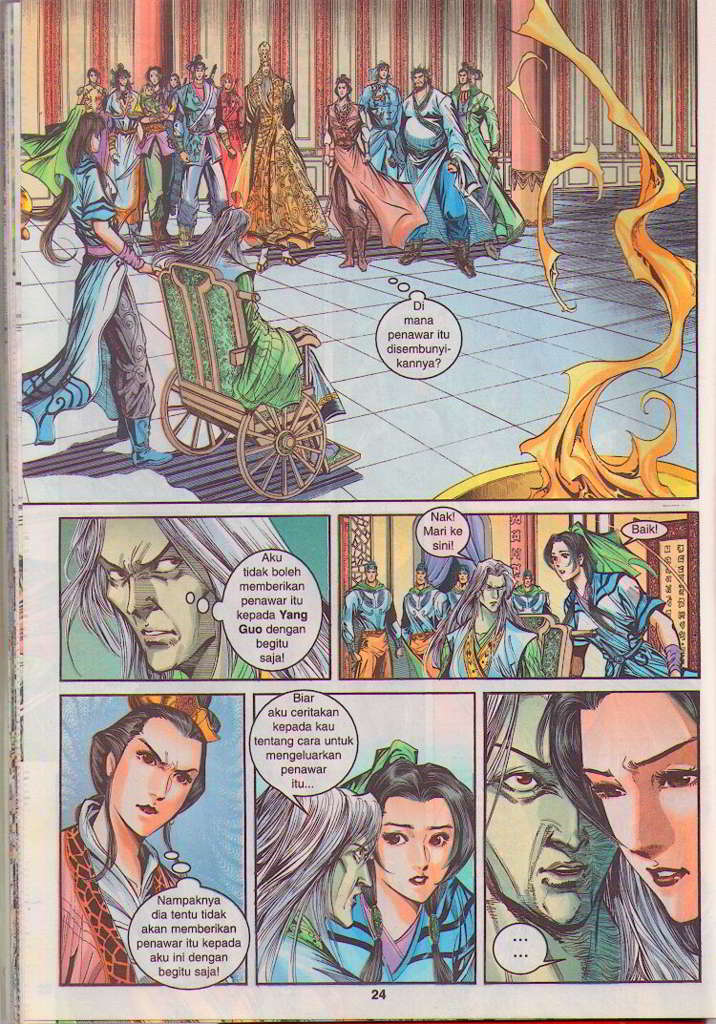 Di
mana
penawar itu
disembunyi-
kannya?
Aku
tidak boleh
memberikan
penawar itu
kepada Yang
Guo dengan
begitu
saja!
Nak!
Mari ke
sini!
Baik!
Nampaknya
dia tentu tidak
akan memberikan
penawar itu kepada
aku ini dengan
begitu saja!
Biar
aku ceritakan
kepada kau
tentang cara untuk
mengeluarkan
penawar
itu...
...
...
24